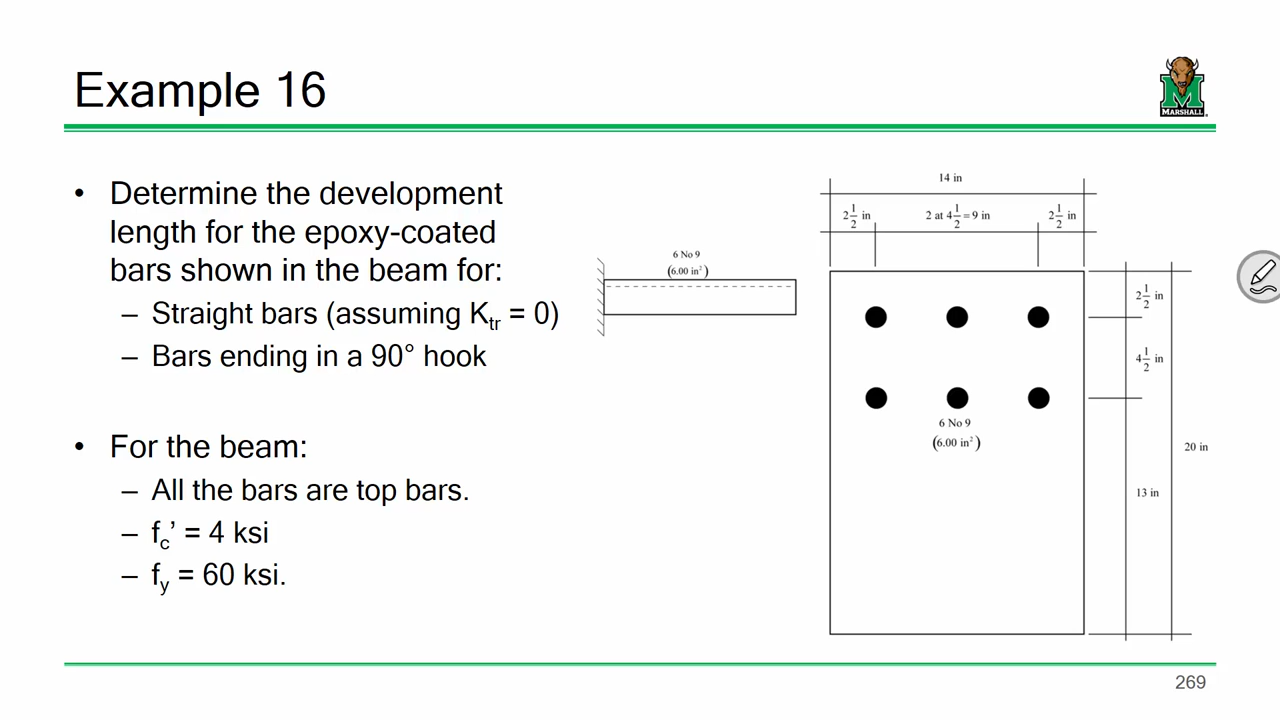 Example 16
MARSHALL
• Determine the development
length for the epoxy-coated
bars shown in the beam for:
– Straight bars (assuming Ktr = 0)
– Bars ending in a 90° hook
• For the beam:
– All the bars are top bars.
– fc’ = 4 ksi
– fy = 60 ksi.
6 No 9
(6.00 in²)
14 in
2 1/2 in
2 at 4 1/2 = 9 in
2 1/2 in
2 1/2 in
4 1/2 in
6 No 9
(6.00 in²)
20 in
13 in
269